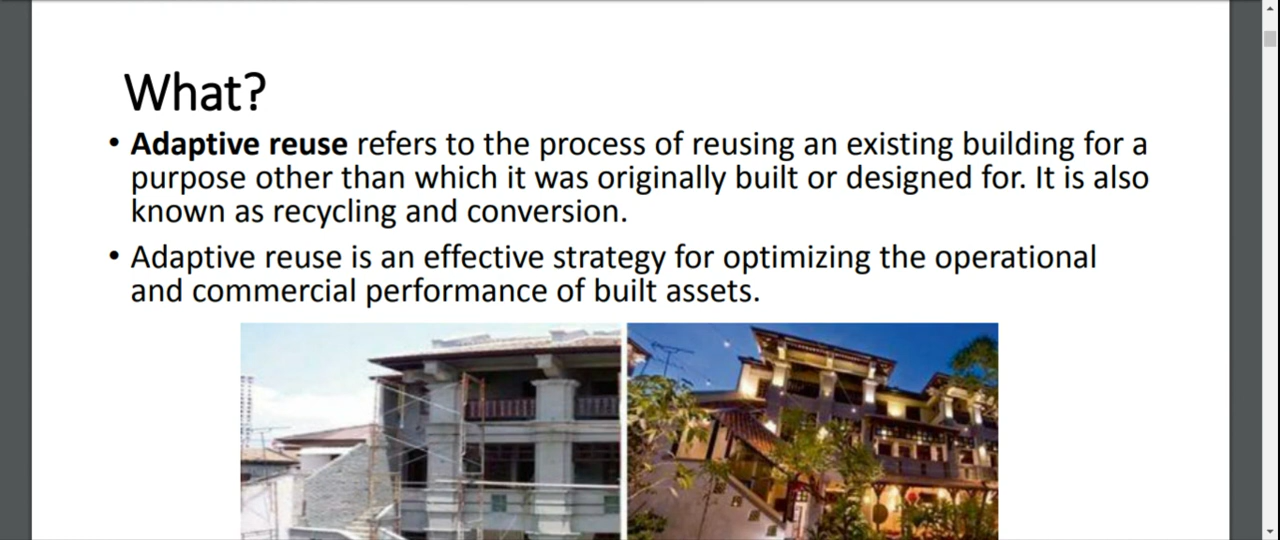 What?
• Adaptive reuse refers to the process of reusing an existing building for a
purpose other than which it was originally built or designed for. It is also
known as recycling and conversion.
• Adaptive reuse is an effective strategy for optimizing the operational
and commercial performance of built assets.